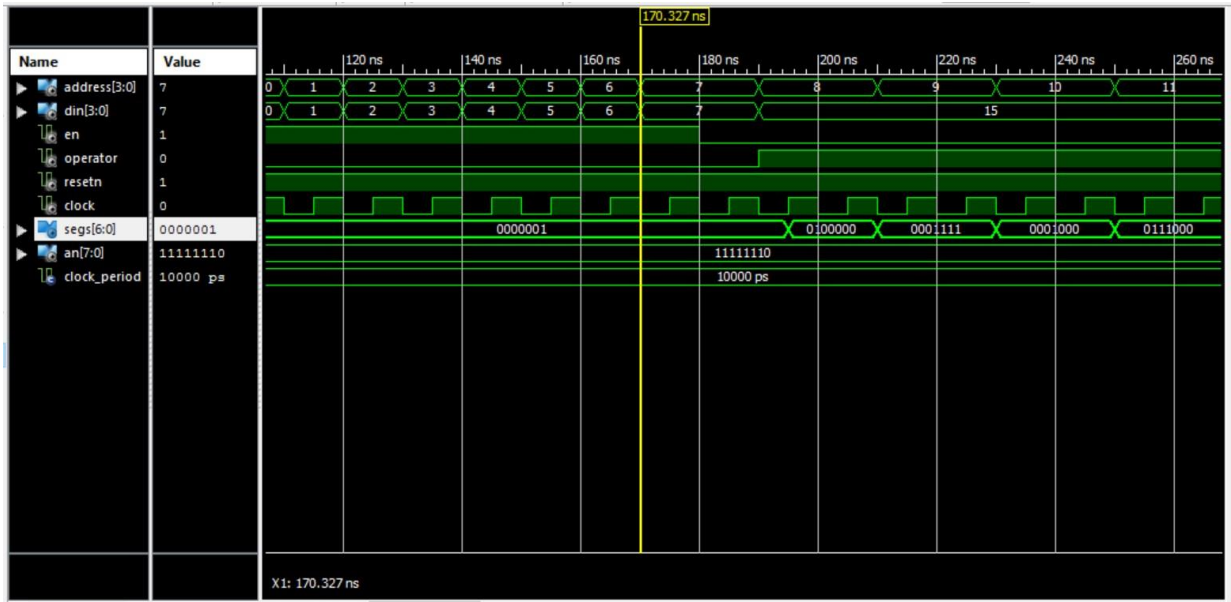 170.327 ns
Name Value
120 ns 140 ns 160 ns 180 ns 200 ns 220 ns 240 ns 260 ns
address[3:0] 7 0 1 2 3 4 5 6 7 8 9 10 11
din[3:0] 7 0 1 2 3 4 5 6 7 15
en 1
operator 0
resetn 1
clock 0
segs[6:0] 0000001 0000001 0100000 0001111 0001000 0111000
an[7:0] 11111110 11111110
clock_period 10000 ps 10000 ps
X1: 170.327 ns